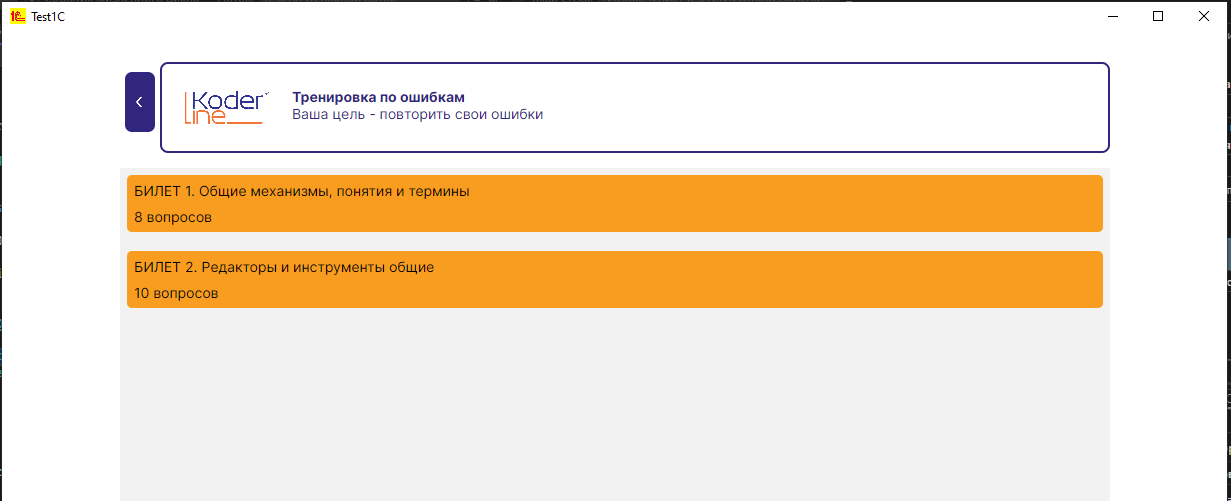 Test1C
Koder
line
Тренировка по ошибкам
Ваша цель - повторить свои ошибки
БИЛЕТ 1. Общие механизмы, понятия и термины
8 вопросов
БИЛЕТ 2. Редакторы и инструменты общие
10 вопросов